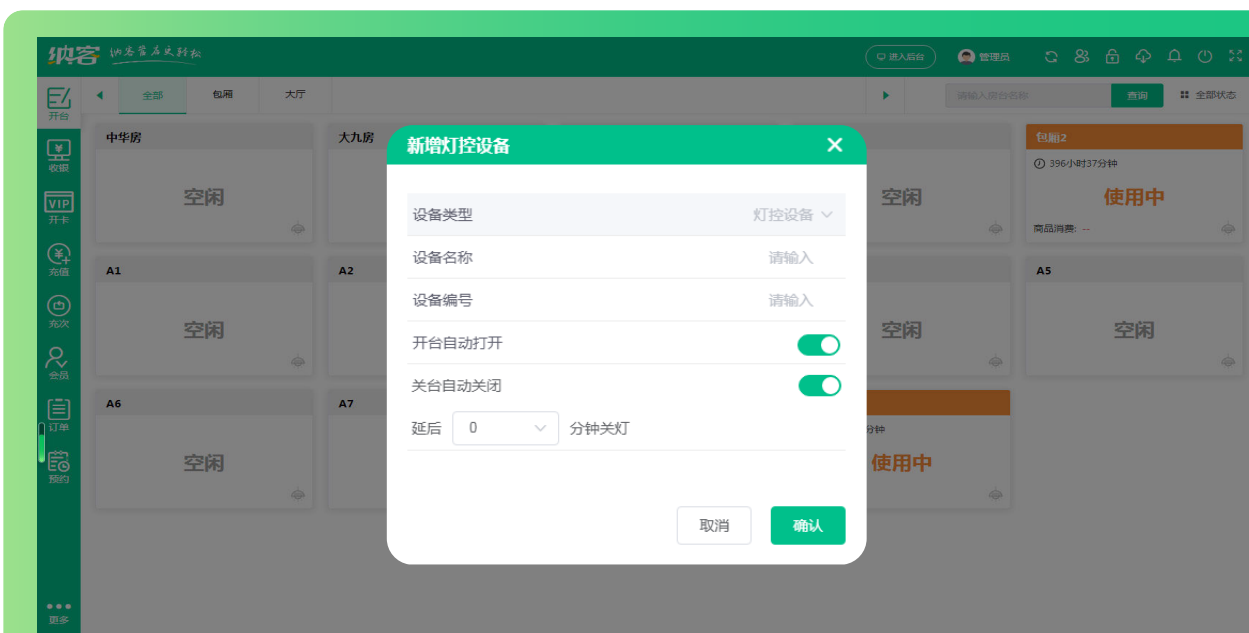 纳客 纳客管店更轻松
进入后台
管理员
开台
全部
包厢
大厅
请输入房台名称
查询
全部状态
收银
VIP
开卡
充值
充次
会员
订单
预约
更多
中华房
空闲
大九房
空闲
包厢2
396小时37分钟
使用中
商品消费: --
A1
空闲
A2
空闲
A5
空闲
A6
空闲
A7
分钟
使用中
新增灯控设备
设备类型
灯控设备
设备名称
请输入
设备编号
请输入
开台自动打开
关台自动关闭
延后 0 分钟关灯
取消
确认